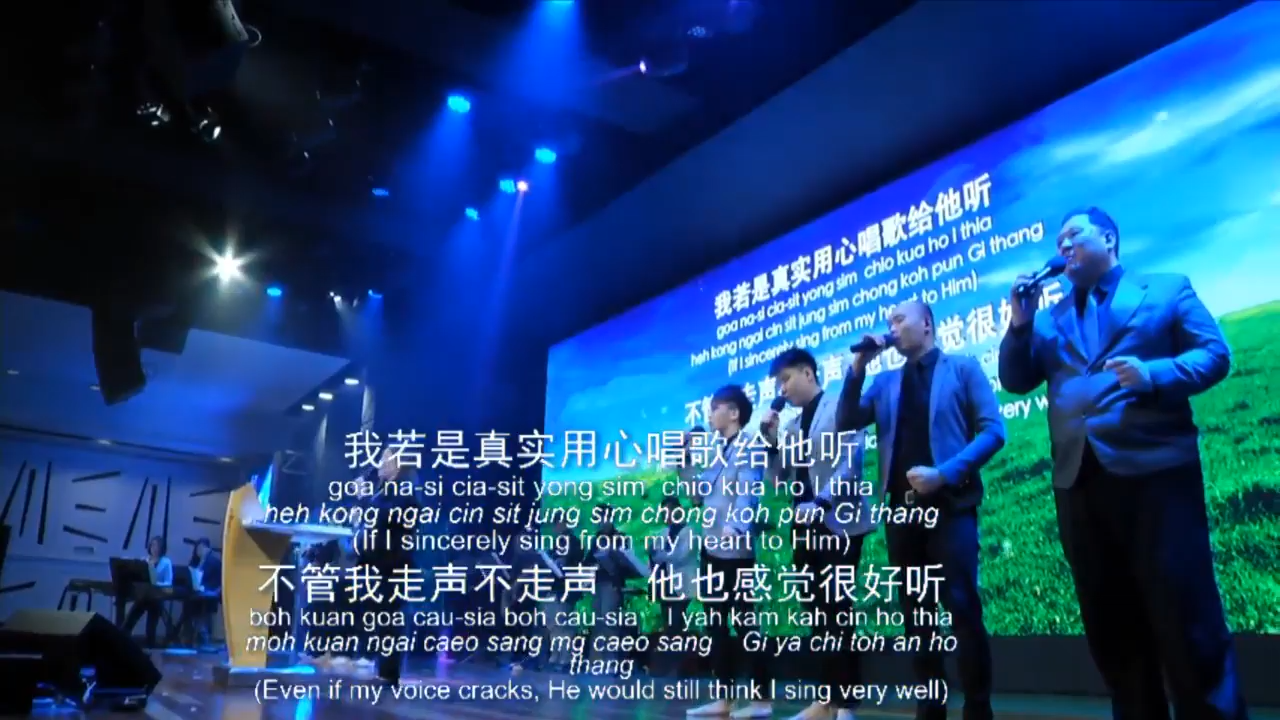 我若是真实用心唱歌给他听
goa na-si cia-sit yong sim chio kua ho I thia
heh kong ngai cin sit jung sim chong koh pun Gi thang
(If I sincerely sing from my heart to Him)
我若是真实用心唱歌给他听
goa na-si cia-sit yong sim chio kua ho I thia
heh kong ngai cin sit jung sim chong koh pun Gi thang
(If I sincerely sing from my heart to Him)
不管我走声不走声 他也感觉很好听
boh kuan goa cau-sia boh cau-sia I yah kam kah cin ho thia
moh kuan ngai caeo sang mg caeo sang Gi ya chi toh an ho
thang
(Even if my voice cracks, He would still think I sing very well)